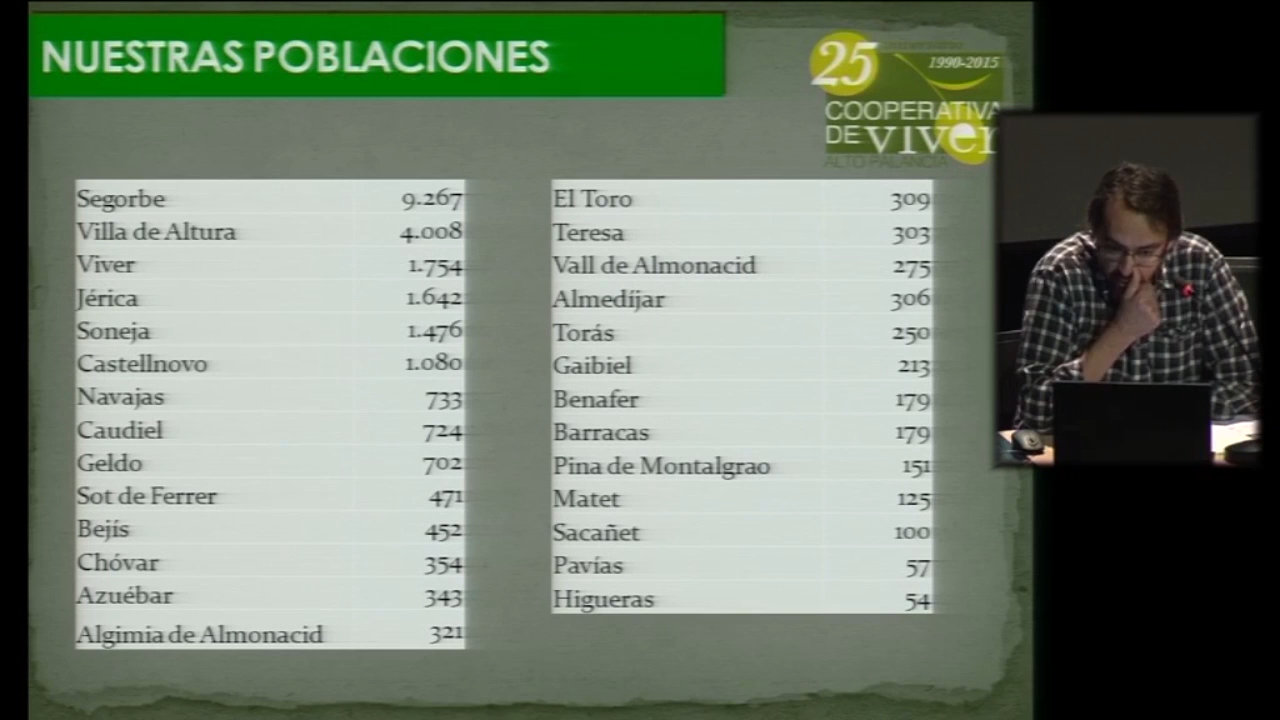 NUESTRAS POBLACIONES
25
1990-2015
COOPERATIVA
DE viver
ALTO PALANCIA
Segorbe 9.267
Villa de Altura 4.008
Viver 1.754
Jérica 1.642
Soneja 1.476
Castellnovo 1.080
Navajas 733
Caudiel 724
Geldo 702
Sot de Ferrer 471
Bejís 452
Chóvar 354
Azuébar 343
Algimia de Almonacid 321
El Toro 309
Teresa 303
Vall de Almonacid 275
Almedíjar 306
Torás 250
Gaibiel 213
Benafer 179
Barracas 179
Pina de Montalgrao 151
Matet 125
Sacañet 100
Pavías 57
Higueras 54